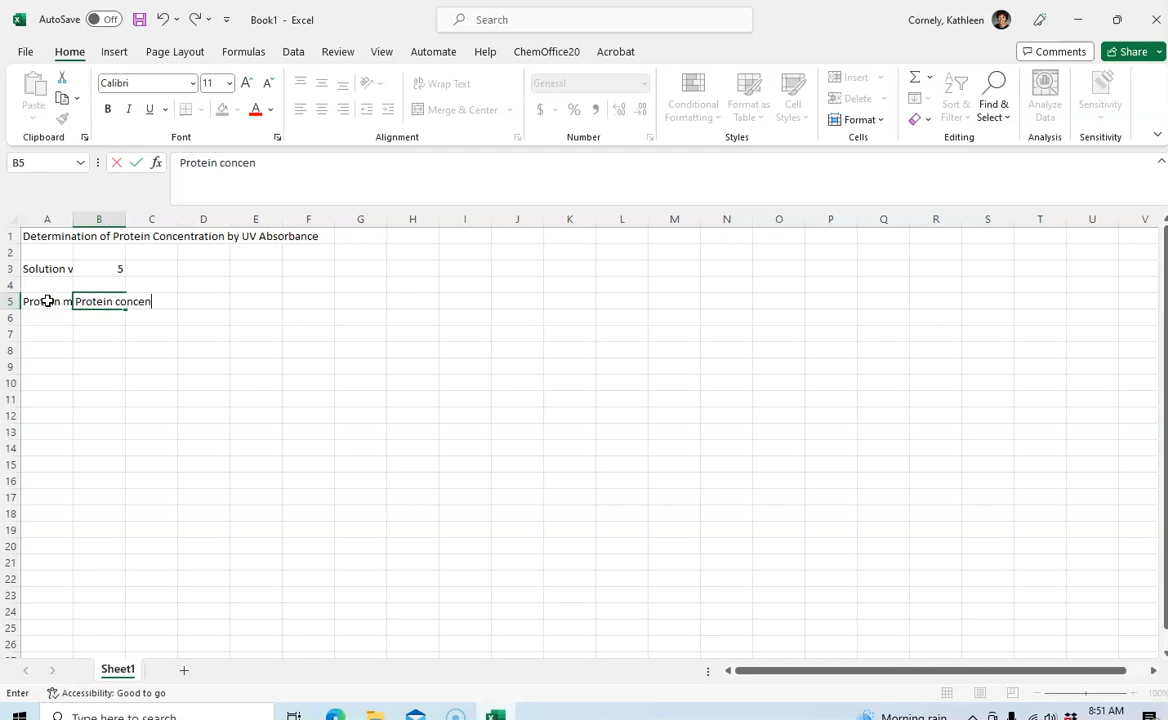 AutoSave Off Book1 - Excel Search Cornely, Kathleen
File Home Insert Page Layout Formulas Data Review View Automate Help ChemOffice20 Acrobat Comments Share
Paste Calibri 11 Wrap Text General Conditional Formatting Format as Table Cell Styles Insert Delete Format Sort & Filter Find & Select Analyze Data Sensitivity
B I U A Merge & Center $ % 9
Clipboard Font Alignment Number Styles Cells Editing Analysis Sensitivity
B5 fx Protein concen
A B C D E F G H I J K L M N O P Q R S T U V
1 Determination of Protein Concentration by UV Absorbance
2
3 Solution v 5
4
5 Protein m Protein concen
6
7
8
9
10
11
12
13
14
15
16
17
18
19
20
21
22
23
24
25
26
Sheet1
Enter Accessibility: Good to go 100%
Type here to search Morning rain 8:51 AM